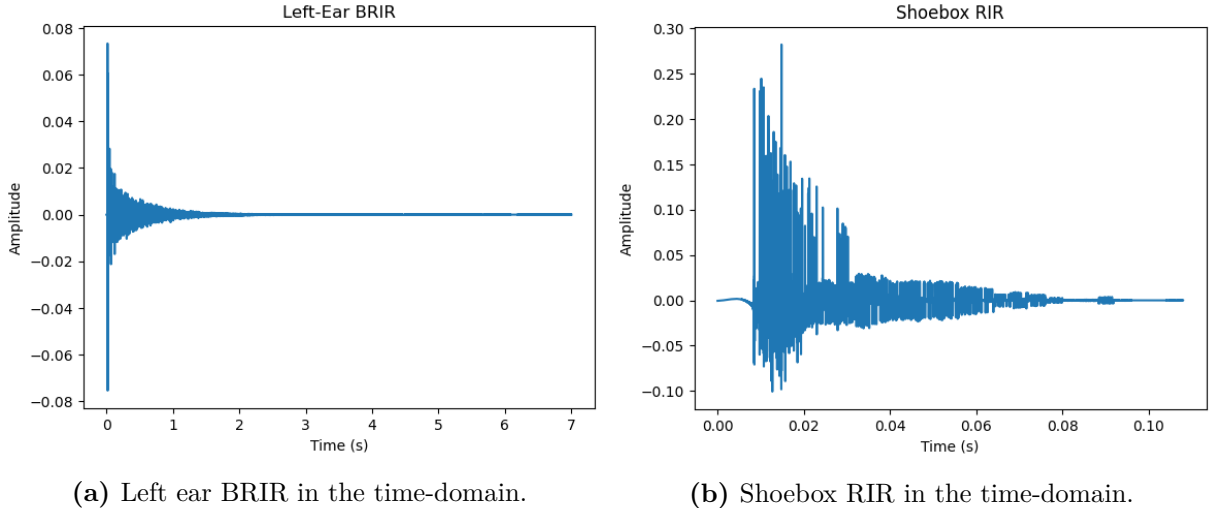 Left-Ear BRIR
0.08
0.06
0.04
0.02
0.00
−0.02
−0.04
−0.06
−0.08
Amplitude
0 1 2 3 4 5 6 7
Time (s)
(a) Left ear BRIR in the time-domain.
Shoebox RIR
0.30
0.25
0.20
0.15
0.10
0.05
0.00
−0.05
−0.10
Amplitude
0.00 0.02 0.04 0.06 0.08 0.10
Time (s)
(b) Shoebox RIR in the time-domain.